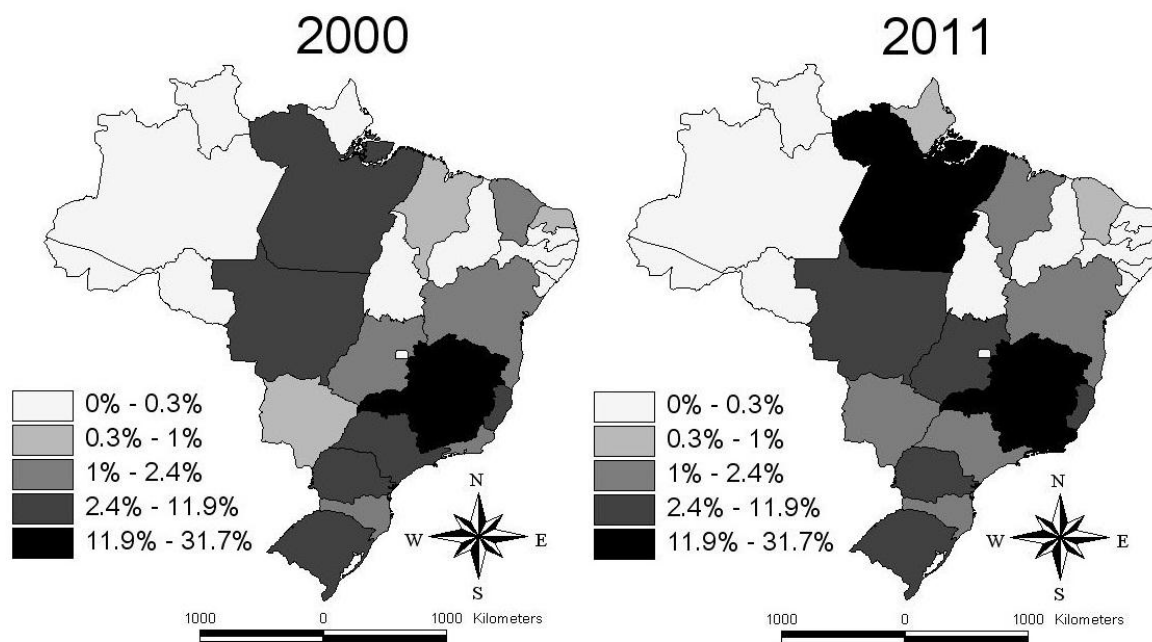 2000
0% - 0.3%
0.3% - 1%
1% - 2.4%
2.4% - 11.9%
11.9% - 31.7%
N
W
E
S
1000 0 1000 Kilometers
2011
0% - 0.3%
0.3% - 1%
1% - 2.4%
2.4% - 11.9%
11.9% - 31.7%
N
W
E
S
1000 0 1000 Kilometers